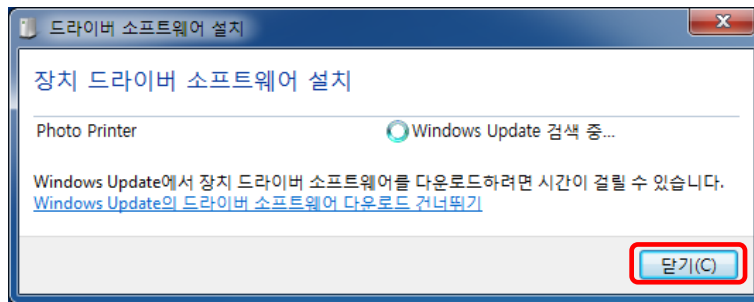 드라이버 소프트웨어 설치
장치 드라이버 소프트웨어 설치
Photo Printer Windows Update 검색 중...
Windows Update에서 장치 드라이버 소프트웨어를 다운로드하려면 시간이 걸릴 수 있습니다.
Windows Update의 드라이버 소프트웨어 다운로드 건너뛰기
닫기(C)